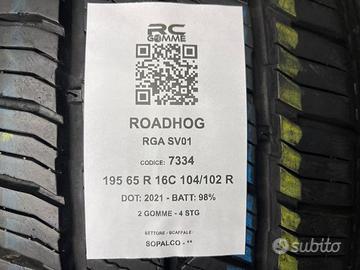 RC
GOMME
ROADHOG
RGA SV01
CODICE: 7334
195 65 R 16C 104/102 R
DOT: 2021 - BATT: 98%
2 GOMME - 4 STG
SETTORE - SCAFFALE:
SOPALCO - **
subito